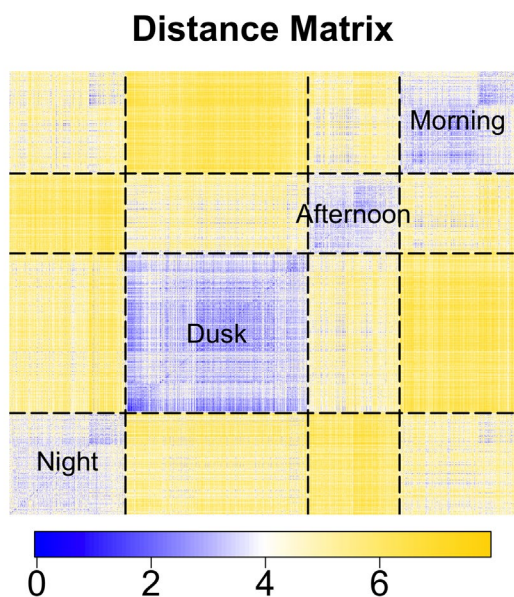 Distance Matrix
Morning
Afternoon
Dusk
Night
0 2 4 6